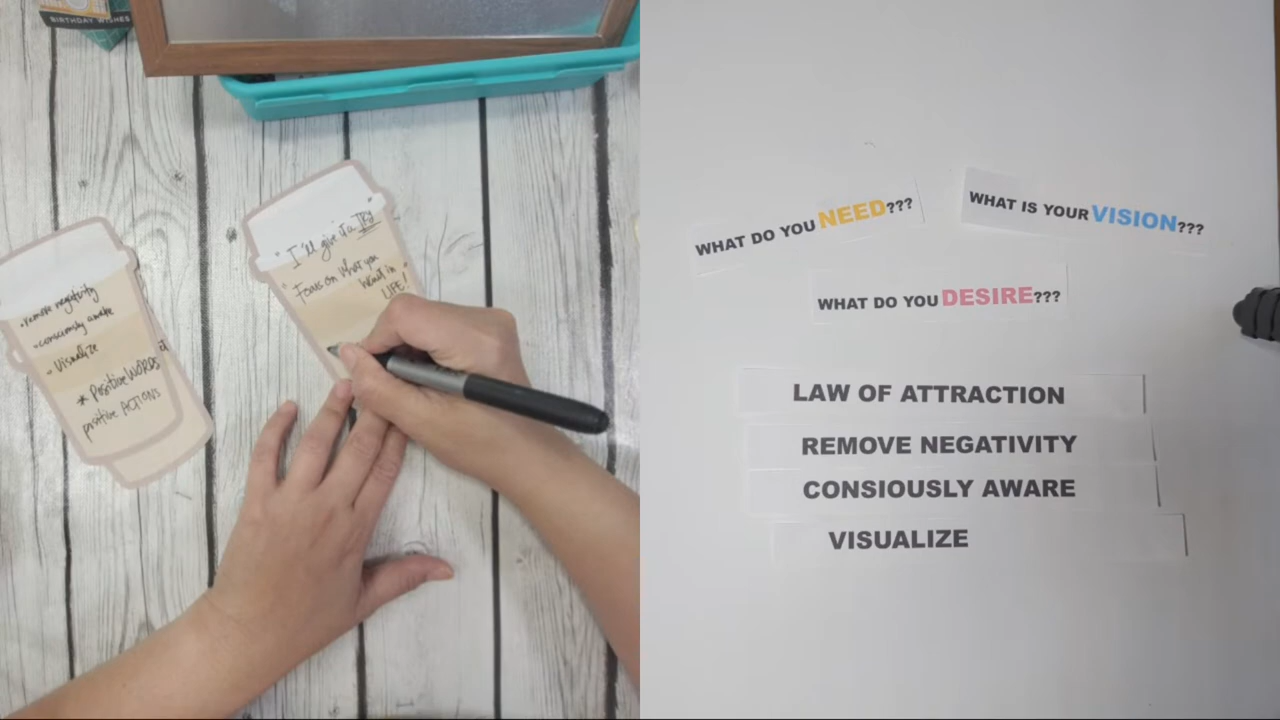 BIRTHDAY WISHES
• remove negativity
• consciously aware
• Visualize
* Positive WORDS
positive ACTIONS
• I'll give it a TRY
• Focus on what you
want in
LIFE!
WHAT DO YOU NEED???
WHAT IS YOUR VISION???
WHAT DO YOU DESIRE???
LAW OF ATTRACTION
REMOVE NEGATIVITY
CONSIOUSLY AWARE
VISUALIZE